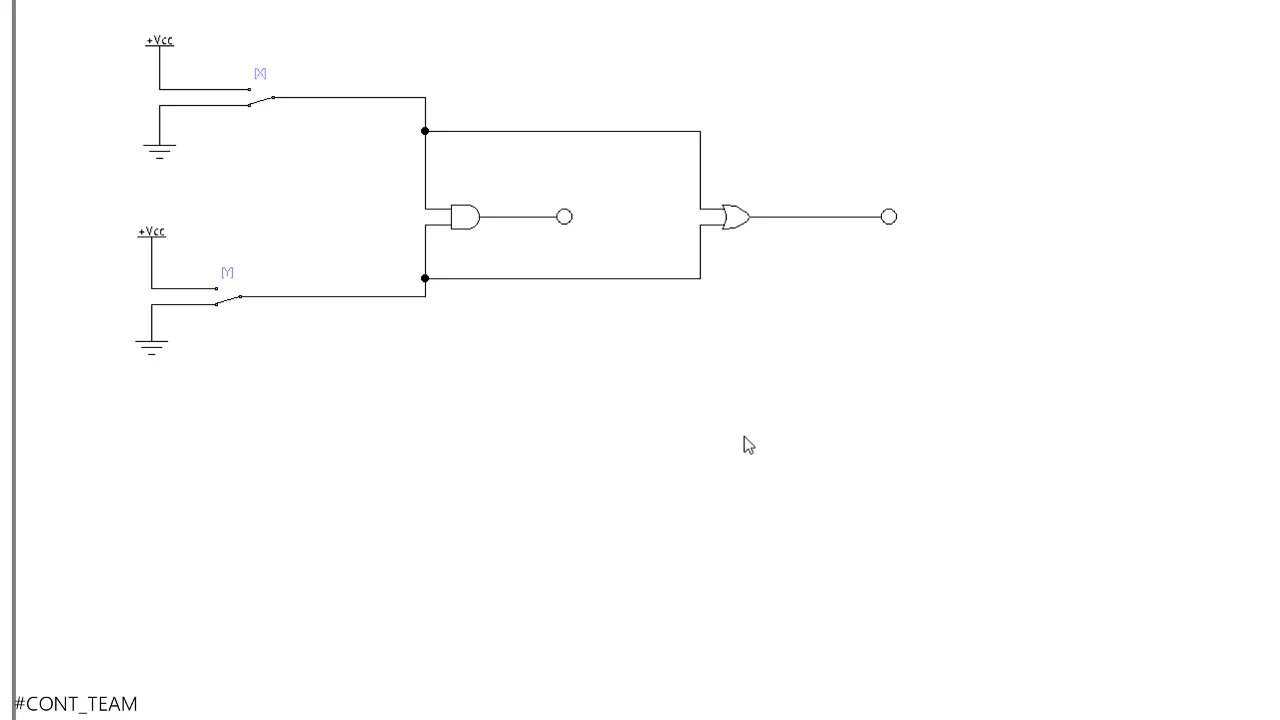 +Vcc
[X]
+Vcc
[Y]
#CONT_TEAM